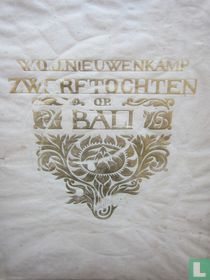 W.O.J. NIEUWENKAMP
ZWERFTOCHTEN
OP
BALI